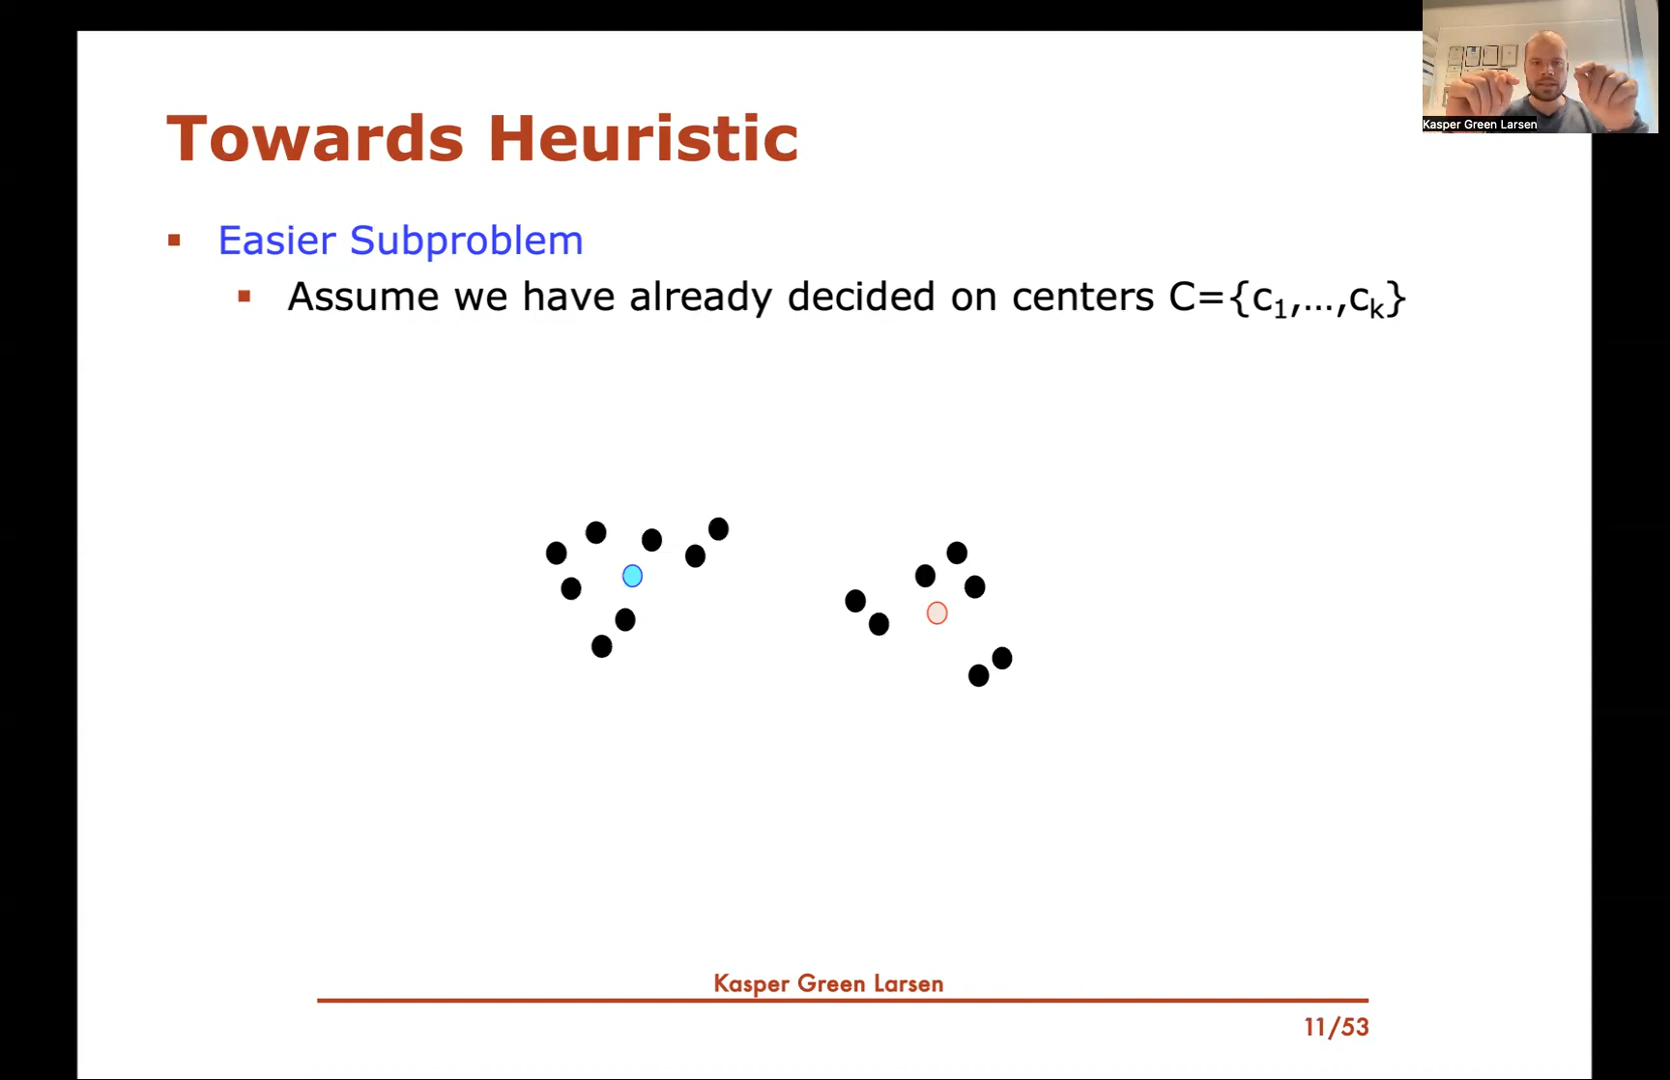 Kasper Green Larsen
Towards Heuristic
▪ Easier Subproblem
▪ Assume we have already decided on centers C={c₁,…,cₖ}
Kasper Green Larsen
11/53